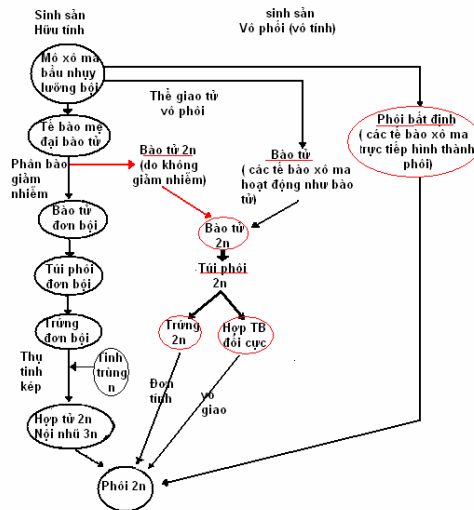 Sinh sản
Hữu tính
sinh sản
Vô phối (vô tính)
Mô xô ma
bầu nhụy
lưỡng bội
Thể giao tử
vô phối
Tế bào mẹ
đại bào tử
Phân bào
giảm
nhiễm
Bào tử 2n
(do không
giảm nhiễm)
Bào tử
( các tế bào xô ma
hoạt động như bào
tử)
Phôi bất định
( các tế bào xô ma
trực tiếp hình thành
phôi)
Bào tử
đơn bội
Bào tử
2n
Túi phôi
đơn bội
Túi phôi
2n
Trứng
đơn bội
Trứng
2n
Hợp TB
đối cực
Thụ
tinh
kép
Tinh
trùng
n
Đơn
tính
vô
giao
Hợp tử 2n
Nội nhũ 3n
Phôi 2n